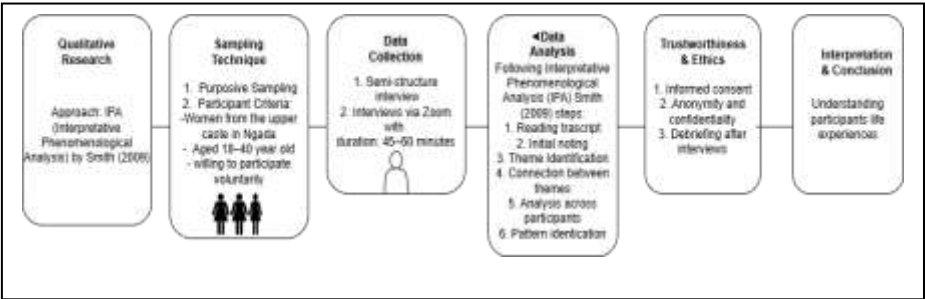 Qualitative
Research
Approach: IPA
(Interpretative
Phenomenological
Analysis) by Smith (2009)
Sampling
Technique
1. Purposive Sampling
2. Participant Criteria:
-Women from the upper
caste in Ngada
- Aged 18–40 year old
- willing to participate
voluntarily
Data
Collection
1. Semi-structure
interview
2. Interviews via Zoom
with
duration: 45–60 minutes
◄Data
Analysis
Following Interpretative
Phenomenological
Analysis (IPA) Smith
(2009) steps:
1. Reading trascript
2. Initial noting
3. Theme Identification
4. Connection between
themes
5. Analysis across
participants
6. Pattern identication
Trustworthiness
& Ethics
1. Informed consent
2. Anonymity and
confidentiality
3. Debriefing after
interviews
Interpretation
& Conclusion
Understanding
participants life
experiences